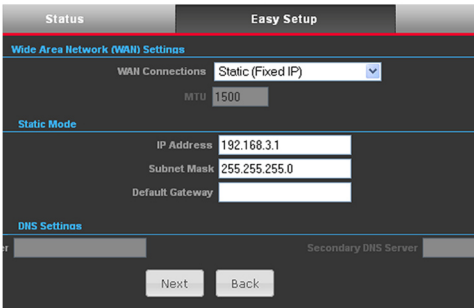 Status Easy Setup
Wide Area Network (WAN) Settings
WAN Connections Static (Fixed IP)
MTU 1500
Static Mode
IP Address 192.168.3.1
Subnet Mask 255.255.255.0
Default Gateway
DNS Settings
er Secondary DNS Server
Next Back